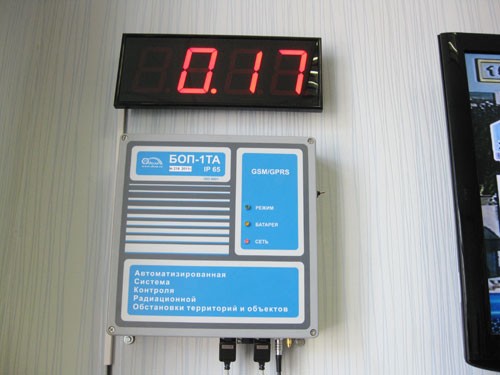 0.17
БОП-1ТА
IP 65
GSM/GPRS
РЕЖИМ
БАТАРЕЯ
СЕТЬ
Автоматизированная
Система
Контроля
Радиационной
Обстановки территорий и объектов